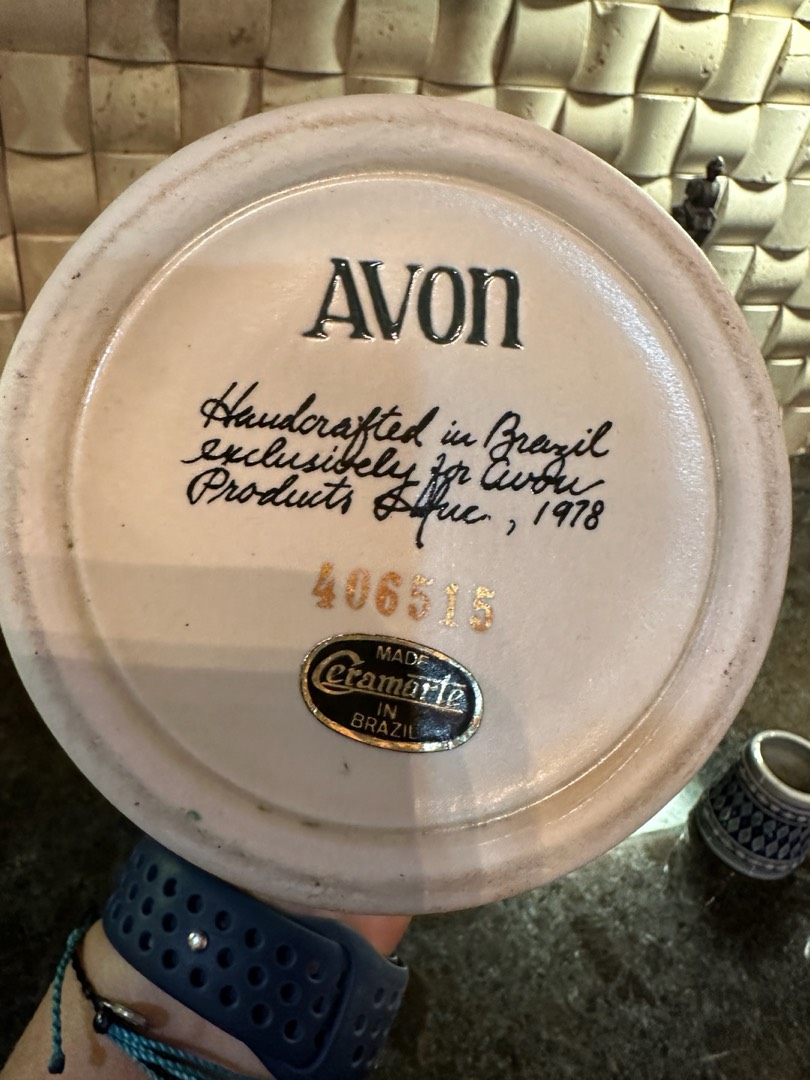 AVON
Handcrafted in Brazil
exclusively for Avon
Products Inc., 1978
406515
MADE
Ceramarte
IN
BRAZIL